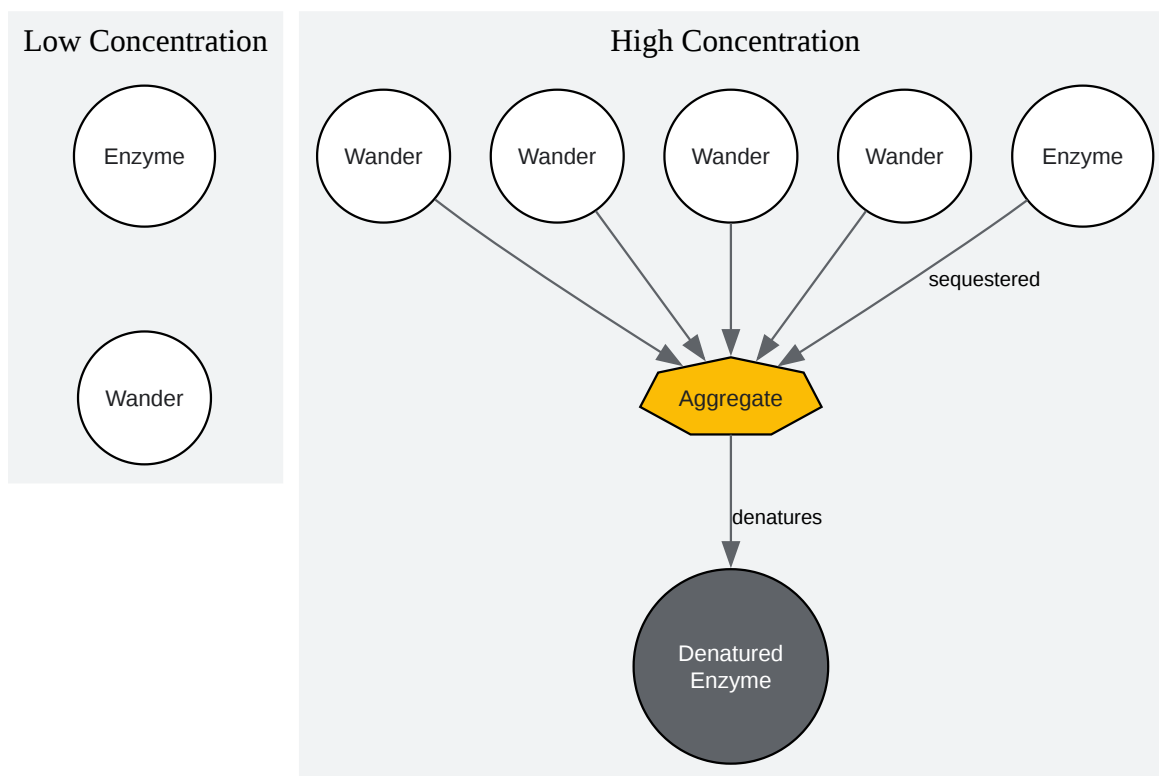 Low Concentration
Enzyme
Wander
High Concentration
Wander
Wander
Wander
Wander
Enzyme
sequestered
Aggregate
denatures
Denatured
Enzyme